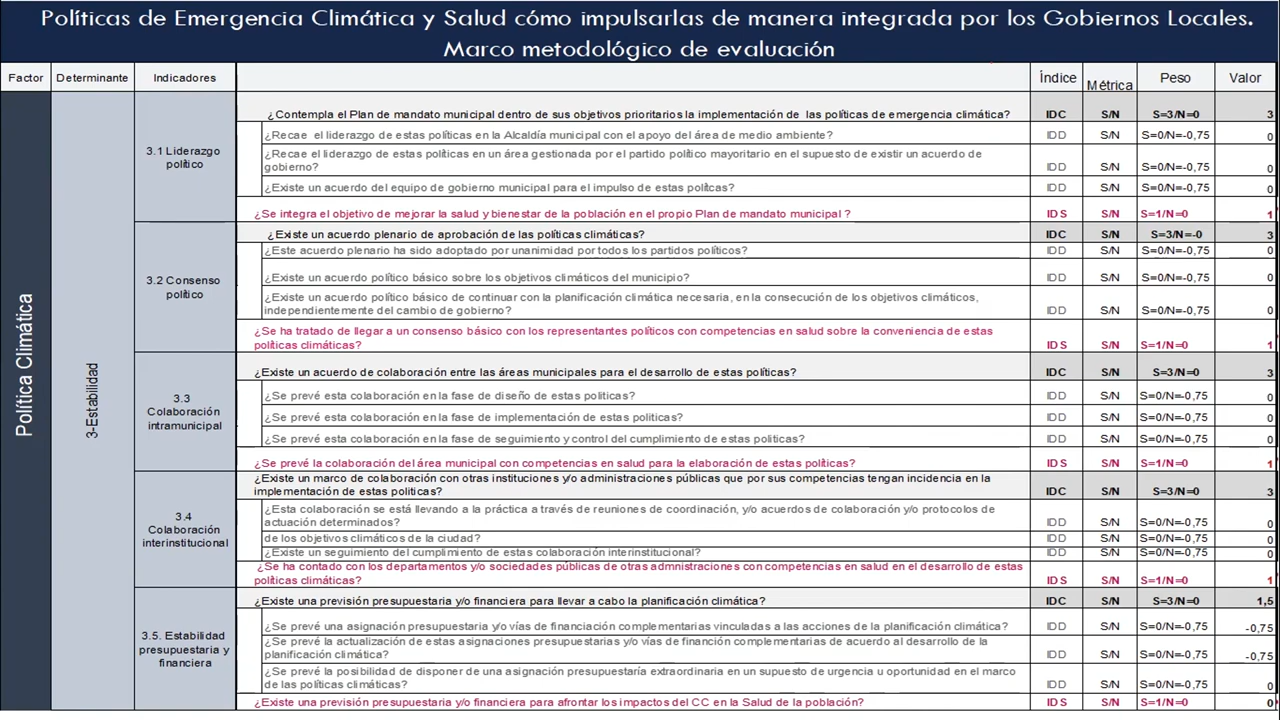 Políticas de Emergencia Climática y Salud cómo impulsarlas de manera integrada por los Gobiernos Locales.
Marco metodológico de evaluación
Factor Determinante Indicadores Índice Métrica Peso Valor
Política Climática
3-Estabilidad
3.1 Liderazgo
político
¿Contempla el Plan de mandato municipal dentro de sus objetivos prioritarios la implementación de las políticas de emergencia climática? IDC S/N S=3/N=0 3
¿Recae el liderazgo de estas políticas en la Alcaldía municipal con el apoyo del área de medio ambiente? IDD S/N S=0/N=-0,75 0
¿Recae el liderazgo de estas políticas en un área gestionada por el partido político mayoritario en el supuesto de existir un acuerdo de
gobierno? IDD S/N S=0/N=-0,75 0
¿Existe un acuerdo del equipo de gobierno municipal para el impulso de estas políticas? IDD S/N S=0/N=-0,75 0
¿Se integra el objetivo de mejorar la salud y bienestar de la población en el propio Plan de mandato municipal ? IDS S/N S=1/N=0 1
3.2 Consenso
político
¿Existe un acuerdo plenario de aprobación de las políticas climáticas? IDC S/N S=3/N=-0 3
¿Este acuerdo plenario ha sido adoptado por unanimidad por todos los partidos políticos? IDD S/N S=0/N=-0,75 0
¿Existe un acuerdo político básico sobre los objetivos climáticos del municipio? IDD S/N S=0/N=-0,75 0
¿Existe un acuerdo político básico de continuar con la planificación climática necesaria, en la consecución de los objetivos climáticos,
independientemente del cambio de gobierno? IDD S/N S=0/N=-0,75 0
¿Se ha tratado de llegar a un consenso básico con los representantes políticos con competencias en salud sobre la conveniencia de estas
políticas climáticas? IDS S/N S=1/N=0 1
3.3
Colaboración
intramunicipal
¿Existe un acuerdo de colaboración entre las áreas municipales para el desarrollo de estas políticas? IDC S/N S=3/N=0 3
¿Se prevé esta colaboración en la fase de diseño de estas politicas? IDD S/N S=0/N=-0,75 0
¿Se prevé esta colaboración en la fase de implementación de estas politicas? IDD S/N S=0/N=-0,75 0
¿Se prevé esta colaboración en la fase de seguimiento y control del cumplimiento de estas politicas? IDD S/N S=0/N=-0,75 0
¿Se prevé la colaboración del área municipal con competencias en salud para la elaboración de estas políticas? IDS S/N S=1/N=0 1
3.4
Colaboración
interinstitucional
¿Existe un marco de colaboración con otras instituciones y/o administraciones públicas que por sus competencias tengan incidencia en la
implementación de estas politicas? IDC S/N S=3/N=0 3
¿Esta colaboración se está llevando a la práctica a través de reuniones de coordinación, y/o acuerdos de colaboración y/o protocolos de
actuación determinados? IDD S/N S=0/N=-0,75 0
de los objetivos climáticos de la ciudad? IDD S/N S=0/N=-0,75 0
¿Existe un seguimiento del cumplimiento de estas colaboración interinstitucional? IDD S/N S=0/N=-0,75 0
¿Se ha contado con los departamentos y/o sociedades públicas de otras admnistraciones con competencias en salud en el desarrollo de estas
políticas climáticas? IDS S/N S=1/N=0 1
3.5. Estabilidad
presupuestaria y
financiera
¿Existe una previsión presupuestaria y/o financiera para llevar a cabo la planificación climática? IDC S/N S=3/N=0 1,5
¿Se prevé una asignación presupuestaria y/o vías de financiación complementarias vinculadas a las acciones de la planificación climática? IDD S/N S=0/N=-0,75 -0,75
¿Se prevé la actualización de estas asignaciones presupuestarias y/o vías de financión complementarias de acuerdo al desarrollo de la
planificación climática? IDD S/N S=0/N=-0,75 -0,75
¿Se prevé la posibilidad de disponer de una asignación presupuestaría extraordinaria en un supuesto de urgencia u oportunidad en el marco
de las políticas climáticas? IDD S/N S=0/N=-0,75 0
¿Existe una previsión presupuestaria y/o financiera para afrontar los impactos del CC en la Salud de la población? IDS S/N S=1/N=0 0